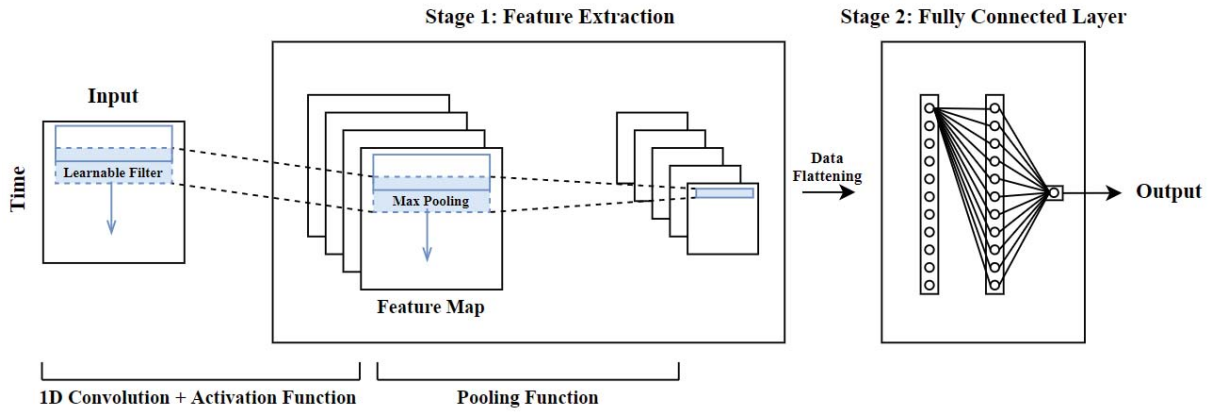 Stage 1: Feature Extraction
Stage 2: Fully Connected Layer
Input
Time
Learnable Filter
Max Pooling
Feature Map
Data
Flattening
Output
1D Convolution + Activation Function
Pooling Function